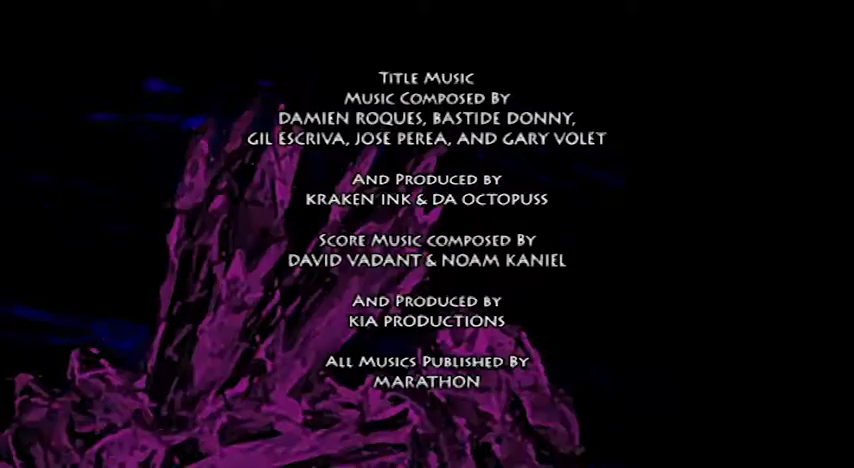 Title Music
Music Composed By
DAMIEN ROQUES, BASTIDE DONNY,
GIL ESCRIVA, JOSE PEREA, AND GARY VOLET
And Produced by
KRAKEN INK & DA OCTOPUSS
Score Music composed By
DAVID VADANT & NOAM KANIEL
And Produced by
KIA PRODUCTIONS
All Musics Published By
MARATHON